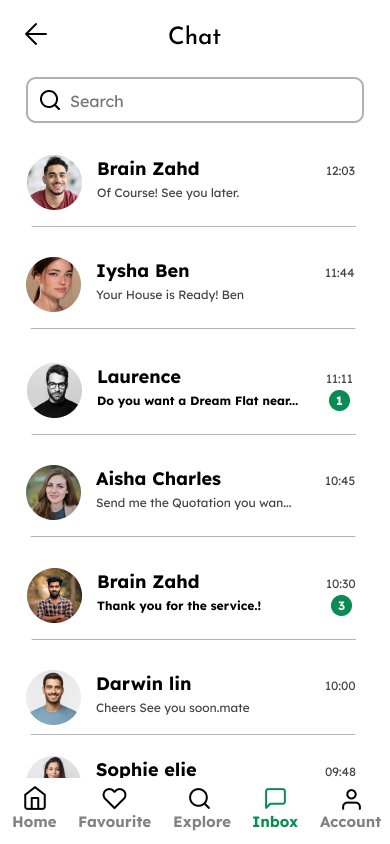 Chat
Search
Brain Zahd
12:03
Of Course! See you later.
Iysha Ben
11:44
Your House is Ready! Ben
Laurence
11:11
Do you want a Dream Flat near...
1
Aisha Charles
10:45
Send me the Quotation you wan...
Brain Zahd
10:30
Thank you for the service.!
3
Darwin lin
10:00
Cheers See you soon.mate
Sophie elie
09:48
Home
Favourite
Explore
Inbox
Account